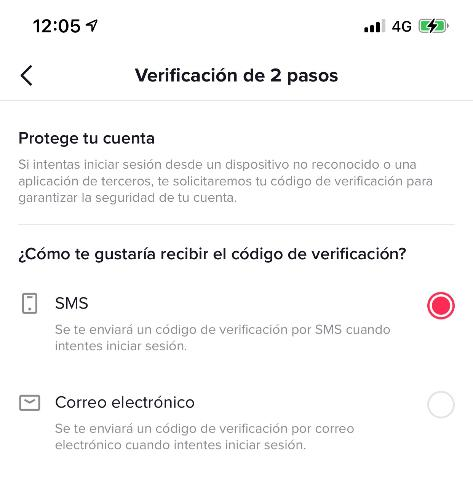 12:05
4G
Verificación de 2 pasos
Protege tu cuenta
Si intentas iniciar sesión desde un dispositivo no reconocido o una
aplicación de terceros, te solicitaremos tu código de verificación para
garantizar la seguridad de tu cuenta.
¿Cómo te gustaría recibir el código de verificación?
SMS
Se te enviará un código de verificación por SMS cuando
intentes iniciar sesión.
Correo electrónico
Se te enviará un código de verificación por correo
electrónico cuando intentes iniciar sesión.